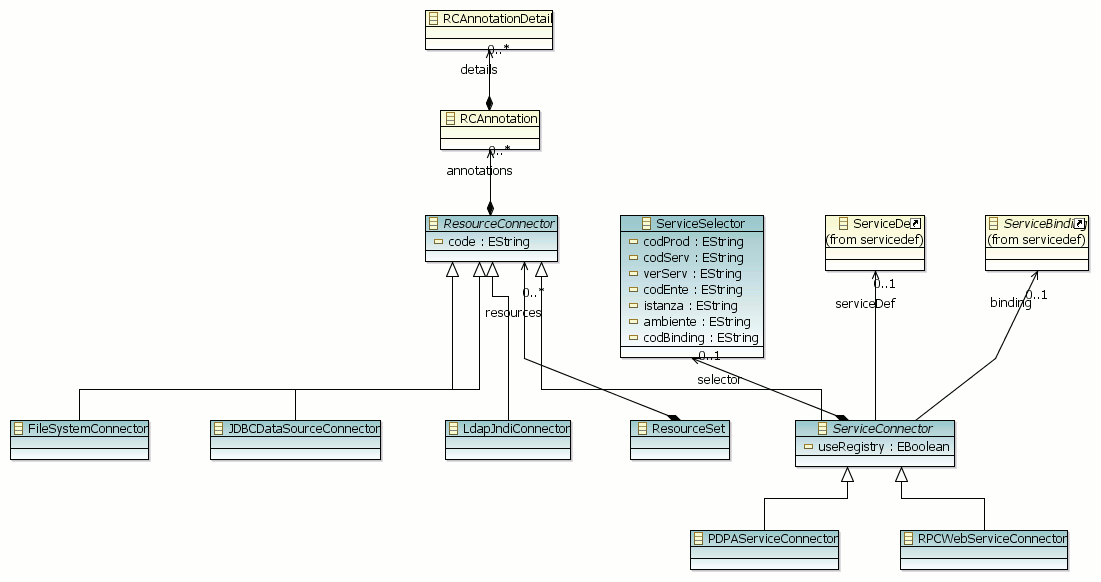 RCAnnotationDetail
0..*
details
RCAnnotation
0..*
annotations
ResourceConnector
code : EString
ServiceSelector
codProd : EString
codServ : EString
verServ : EString
codEnte : EString
istanza : EString
ambiente : EString
codBinding : EString
ServiceDe
(from servicedef)
ServiceBinding
(from servicedef)
0..*
resources
0..1
serviceDef
0..1
binding
0..1
selector
FileSystemConnector
JDBCDataSourceConnector
LdapJndiConnector
ResourceSet
ServiceConnector
useRegistry : EBoolean
PDPAServiceConnector
RPCWebServiceConnector